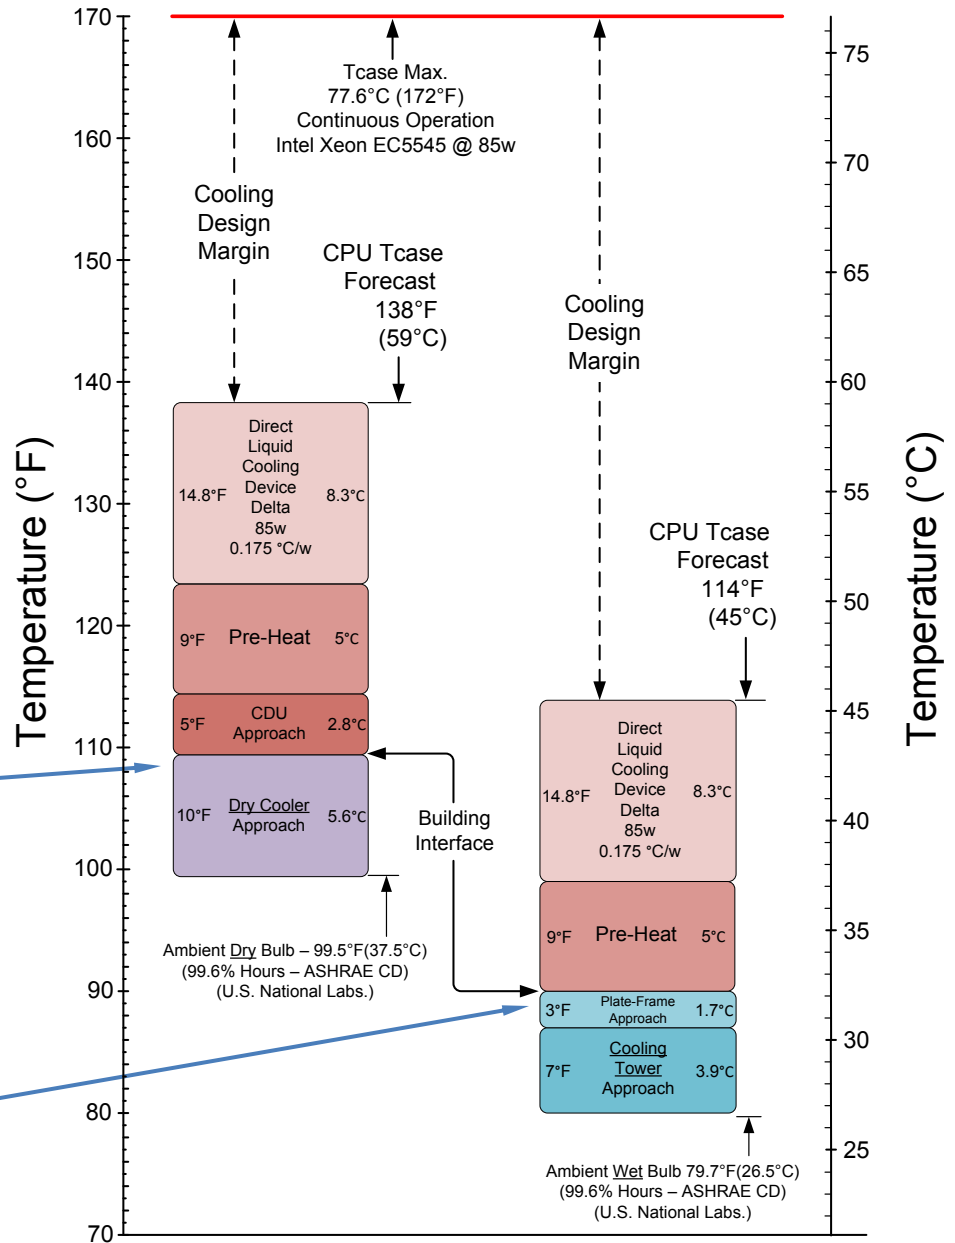 170
160
150
140
130
120
110
100
90
80
70
Temperature (°F)
75
70
65
60
55
50
45
40
35
30
25
Temperature (°C)
Tcase Max.
77.6°C (172°F)
Continuous Operation
Intel Xeon EC5545 @ 85w
Cooling
Design
Margin
CPU Tcase
Forecast
138°F
(59°C)
Cooling
Design
Margin
Direct
Liquid
Cooling
Device
Delta
85w
0.175 °C/w
14.8°F
8.3°C
9°F Pre-Heat 5°C
5°F CDU 2.8°C
Approach
10°F Dry Cooler 5.6°C
Approach
Building
Interface
Ambient Dry Bulb – 99.5°F(37.5°C)
(99.6% Hours – ASHRAE CD)
(U.S. National Labs.)
CPU Tcase
Forecast
114°F
(45°C)
Direct
Liquid
Cooling
Device
Delta
85w
0.175 °C/w
14.8°F
8.3°C
9°F Pre-Heat 5°C
3°F Plate-Frame 1.7°C
Approach
Cooling
7°F Tower 3.9°C
Approach
Ambient Wet Bulb 79.7°F(26.5°C)
(99.6% Hours – ASHRAE CD)
(U.S. National Labs.)